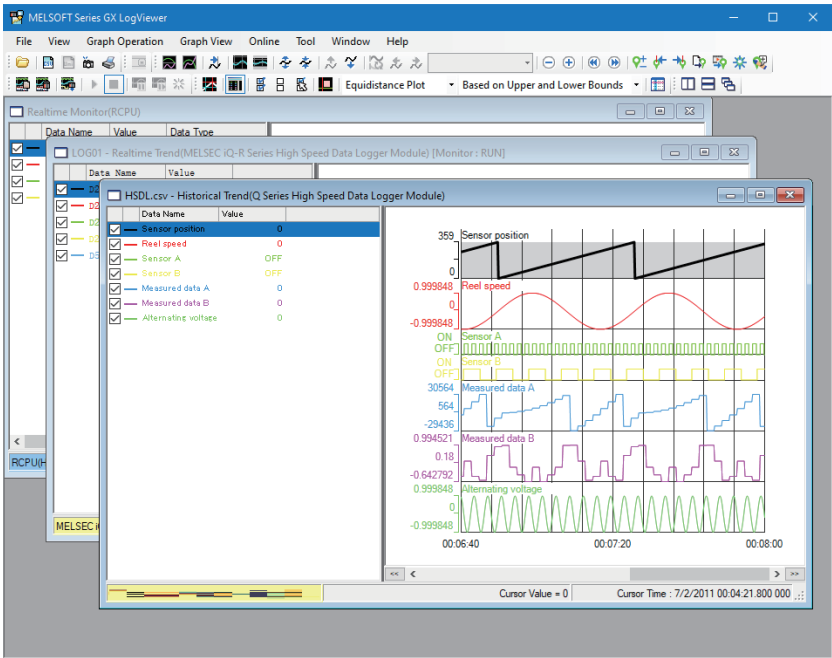 MELSOFT Series GX LogViewer
File View Graph Operation Graph View Online Tool Window Help
Equidistance Plot Based on Upper and Lower Bounds
Realtime Monitor(RCPU)
Data Name Value Data Type
LOG01 - Realtime Trend(MELSEC iQ-R Series High Speed Data Logger Module) [Monitor : RUN]
Data Name Value
HSDL.csv - Historical Trend(Q Series High Speed Data Logger Module)
Data Name Value
Sensor position 0
Reel speed 0
Sensor A OFF
Sensor B OFF
Measured data A 0
Measured data B 0
Alternating voltage 0
359 Sensor position
0
0.999848 Reel speed
0
-0.999848
ON Sensor A
OFF
ON Sensor B
OFF
30564 Measured data A
564
-29436
0.994521 Measured data B
0.18
-0.642792
0.999848 Alternating voltage
0
-0.999848
00:06:40 00:07:20 00:08:00
RCPU(H
MELSEC i
Cursor Value = 0 Cursor Time : 7/2/2011 00:04:21.800 000